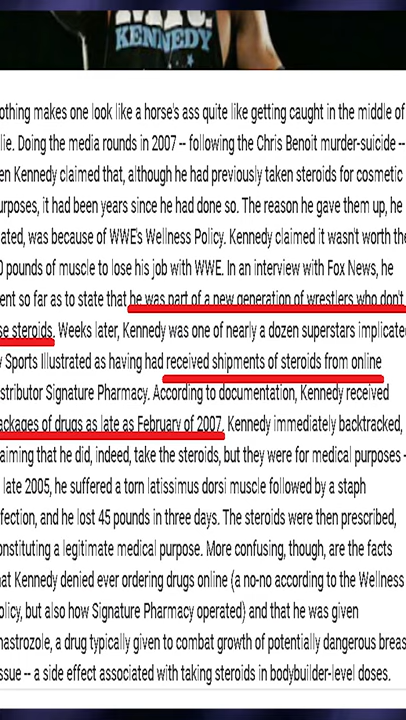 KENNEDY
othing makes one look like a horse's ass quite like getting caught in the middle of
lie. Doing the media rounds in 2007 -- following the Chris Benoit murder-suicide --
en Kennedy claimed that, although he had previously taken steroids for cosmetic
urposes, it had been years since he had done so. The reason he gave them up, he
ated, was because of WWE's Wellness Policy. Kennedy claimed it wasn't worth the
0 pounds of muscle to lose his job with WWE. In an interview with Fox News, he
ent so far as to state that he was part of a new generation of wrestlers who don't
se steroids. Weeks later, Kennedy was one of nearly a dozen superstars implicate
y Sports Illustrated as having had received shipments of steroids from online
stributor Signature Pharmacy. According to documentation, Kennedy received
ackages of drugs as late as February of 2007. Kennedy immediately backtracked,
aiming that he did, indeed, take the steroids, but they were for medical purposes -
late 2005, he suffered a torn latissimus dorsi muscle followed by a staph
fection, and he lost 45 pounds in three days. The steroids were then prescribed,
onstituting a legitimate medical purpose. More confusing, though, are the facts
at Kennedy denied ever ordering drugs online (a no-no according to the Wellness
olicy, but also how Signature Pharmacy operated) and that he was given
nastrozole, a drug typically given to combat growth of potentially dangerous breas
ssue -- a side effect associated with taking steroids in bodybuilder-level doses.